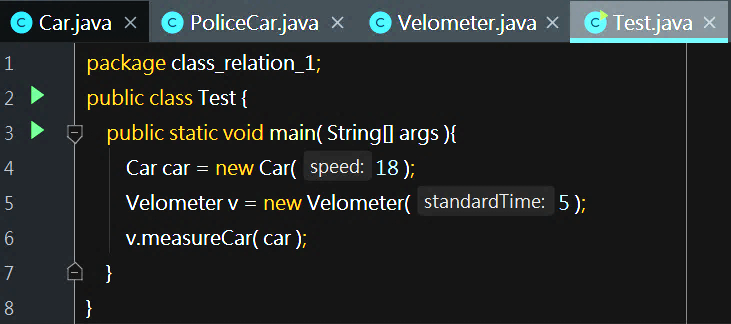 Car.java × PoliceCar.java × Velometer.java × Test.java ×
1 package class_relation_1;
2 public class Test {
3 public static void main( String[] args ){
4 Car car = new Car( speed: 18 );
5 Velometer v = new Velometer( standardTime: 5 );
6 v.measureCar( car );
7 }
8 }